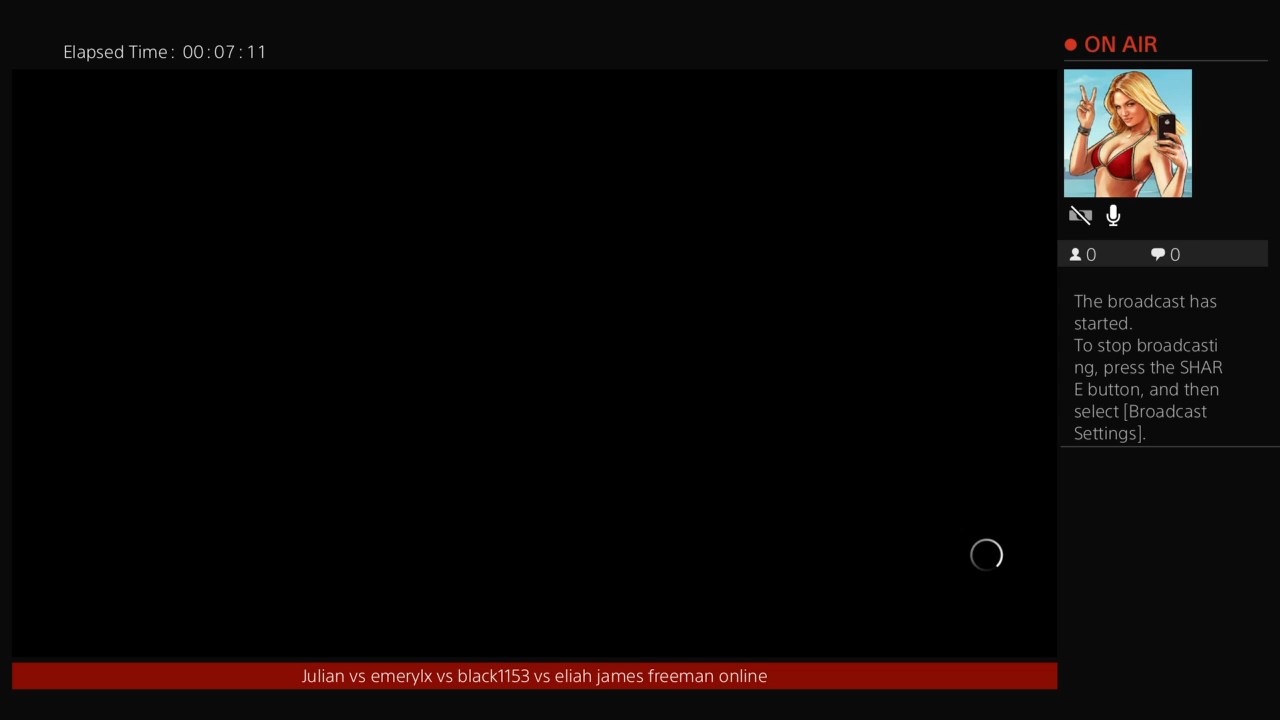 Elapsed Time: 00:07:11
ON AIR
0 0
The broadcast has
started.
To stop broadcasti
ng, press the SHAR
E button, and then
select [Broadcast
Settings].
Julian vs emerylx vs black1153 vs eliah james freeman online